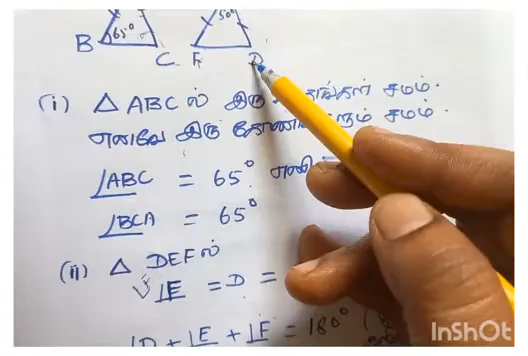 50°
B 65° C F D
(i) △ ABC ல் இரு சமம்.
எனவே இரு சமம்.
∠ABC = 65°
∠BCA = 65°
(ii) △ DEF ல்
∠E = D =
∠D + ∠E + ∠F = 180°
InShOt